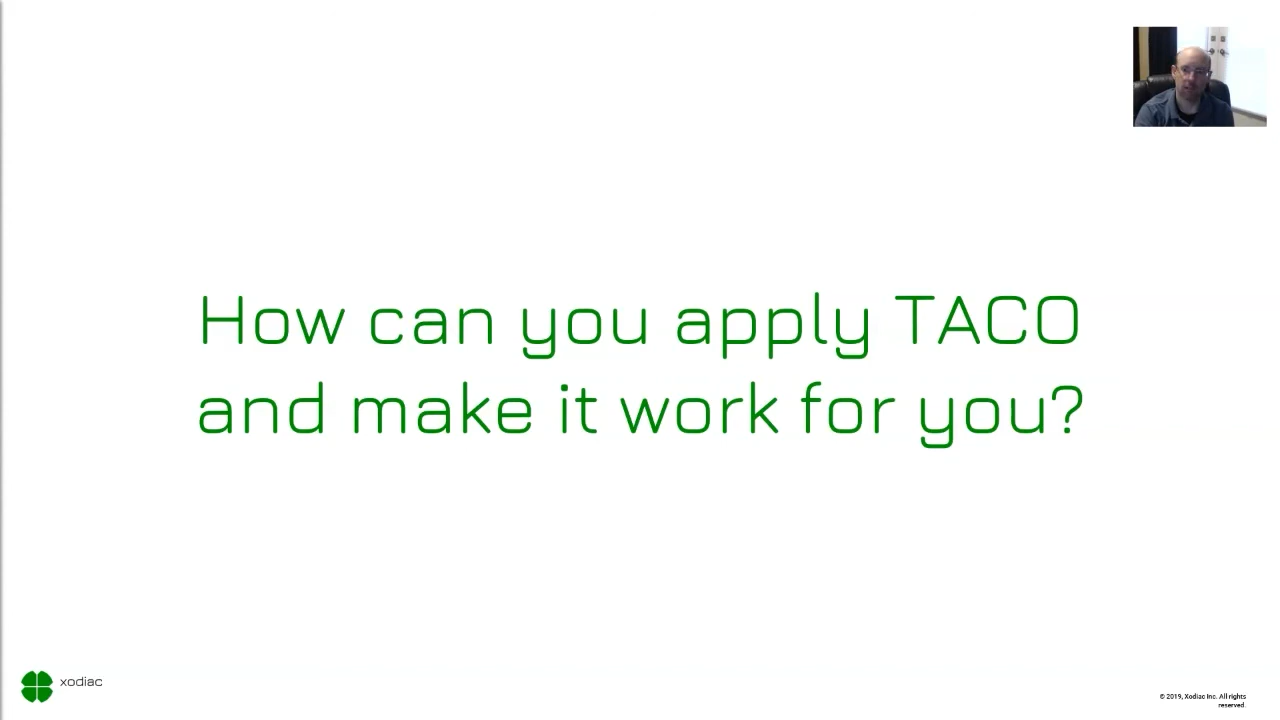 How can you apply TACO
and make it work for you?
xodiac
© 2019, Xodiac Inc. All rights
reserved.